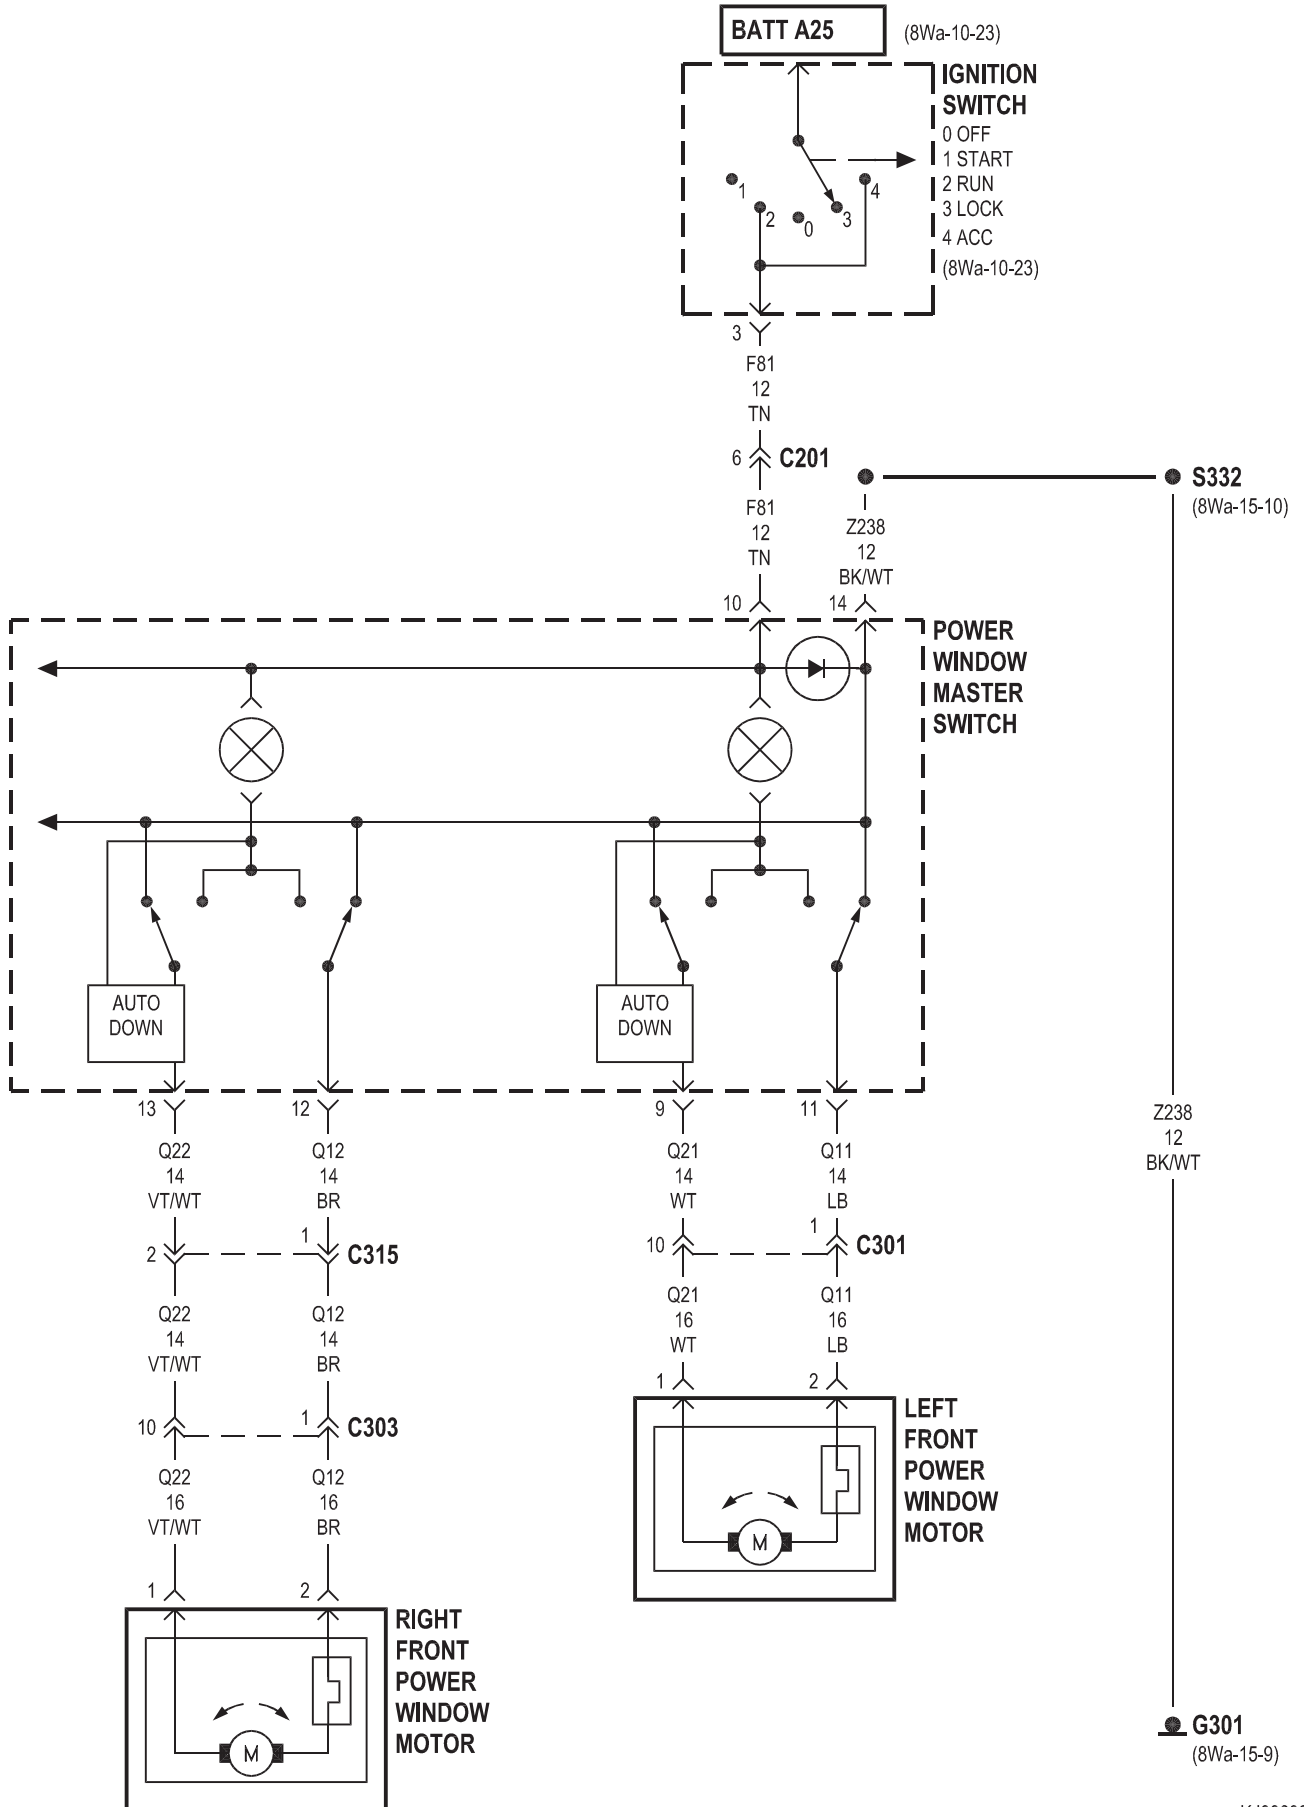 BATT A25
(8Wa-10-23)
IGNITION
SWITCH
0 OFF
1 START
2 RUN
3 LOCK
4 ACC
(8Wa-10-23)
1
2
0
3
4
3
F81
12
TN
6
C201
F81
12
TN
10
S332
(8Wa-15-10)
Z238
12
BK/WT
14
POWER
WINDOW
MASTER
SWITCH
AUTO
DOWN
AUTO
DOWN
13
12
9
11
Q22
14
VT/WT
Q12
14
BR
Q21
14
WT
Q11
14
LB
Z238
12
BK/WT
2
1
C315
10
1
C301
Q22
14
VT/WT
Q12
14
BR
Q21
16
WT
Q11
16
LB
1
2
LEFT
FRONT
POWER
WINDOW
MOTOR
M
10
1
C303
Q22
16
VT/WT
Q12
16
BR
1
2
RIGHT
FRONT
POWER
WINDOW
MOTOR
M
G301
(8Wa-15-9)